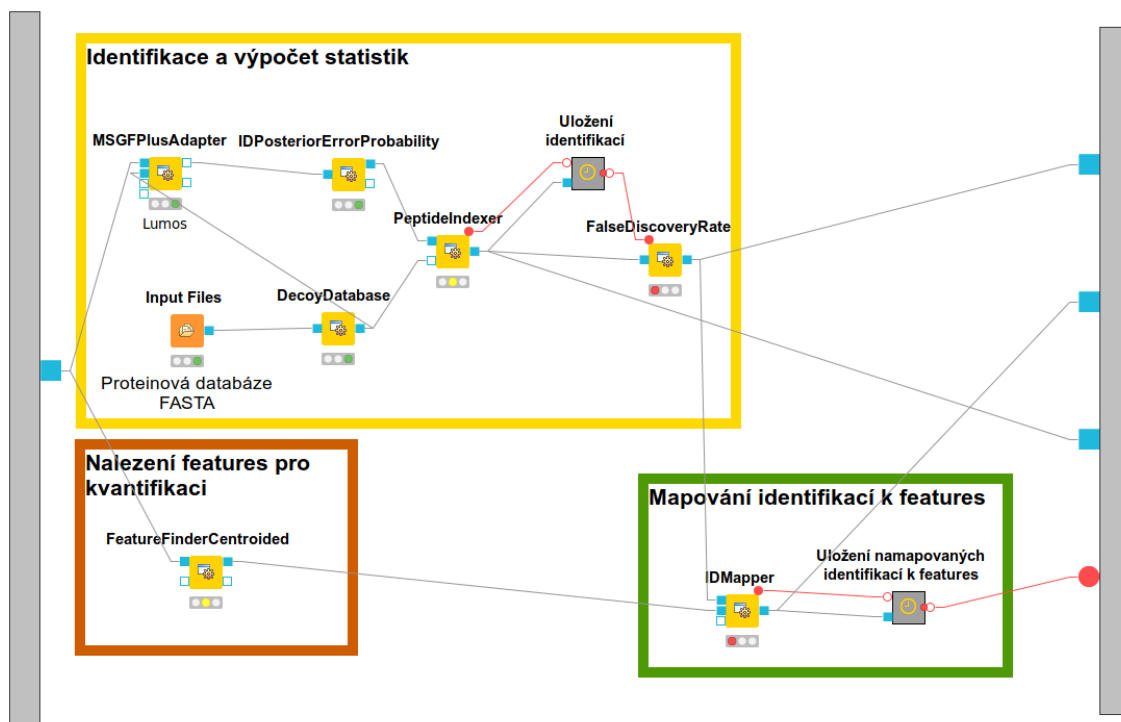 Identifikace a výpočet statistik
Uložení
identifikací
MSGFPlusAdapter
IDPosteriorErrorProbability
Lumos
PeptideIndexer
FalseDiscoveryRate
Input Files
DecoyDatabase
Proteinová databáze
FASTA
Nalezení features pro
kvantifikaci
FeatureFinderCentroided
Mapování identifikací k features
Uložení namapovaných
identifikací k features
IDMapper